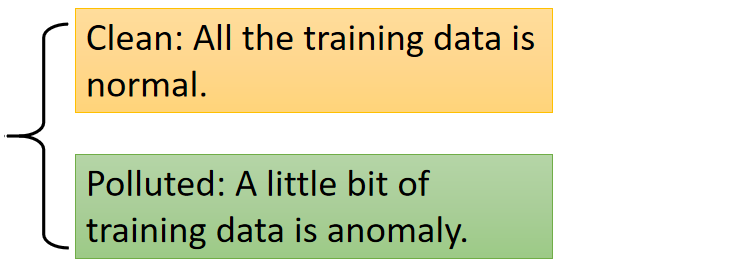 Clean: All the training data is
normal.
Polluted: A little bit of
training data is anomaly.